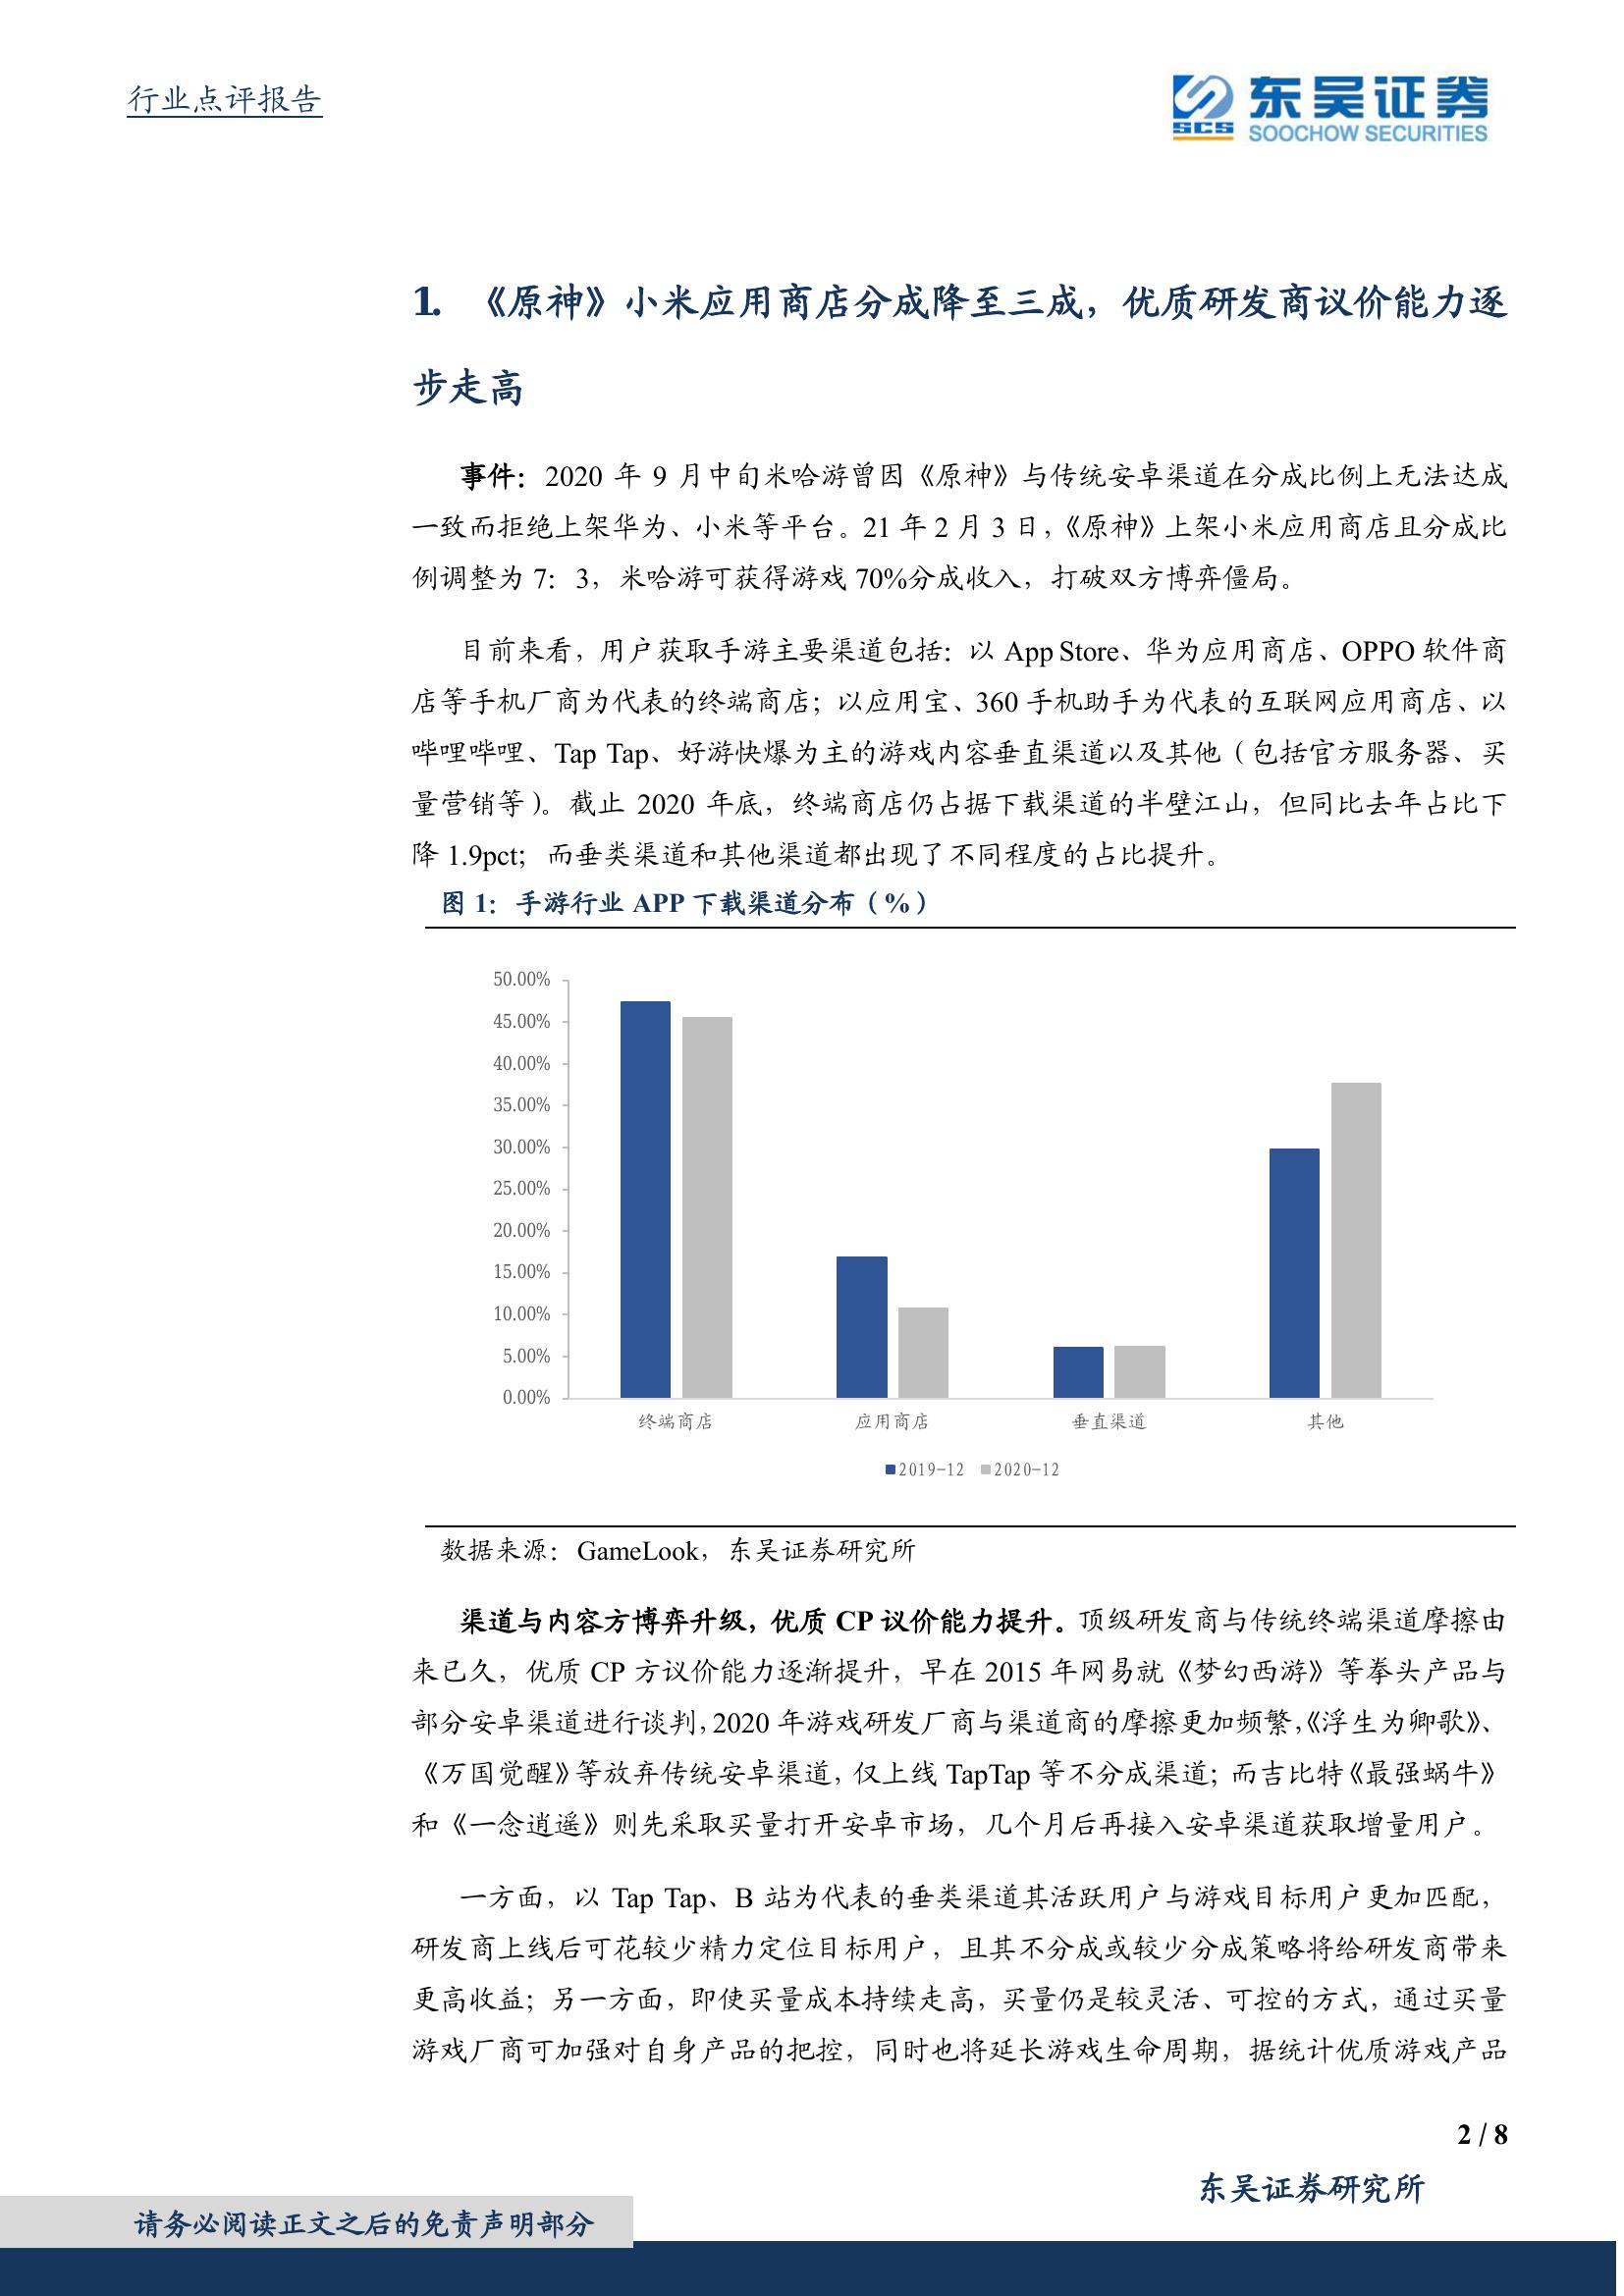 行业点评报告
东吴证券
SCS
SOOCHOW SECURITIES
1. 《原神》小米应用商店分成降至三成，优质研发商议价能力逐
步走高
事件：2020 年 9 月中旬米哈游曾因《原神》与传统安卓渠道在分成比例上无法达成
一致而拒绝上架华为、小米等平台。21 年 2 月 3 日，《原神》上架小米应用商店且分成比
例调整为 7：3，米哈游可获得游戏 70%分成收入，打破双方博弈僵局。
目前来看，用户获取手游主要渠道包括：以 App Store、华为应用商店、OPPO 软件商
店等手机厂商为代表的终端商店；以应用宝、360 手机助手为代表的互联网应用商店、以
哔哩哔哩、Tap Tap、好游快爆为主的游戏内容垂直渠道以及其他（包括官方服务器、买
量营销等）。截止 2020 年底，终端商店仍占据下载渠道的半壁江山，但同比去年占比下
降 1.9pct；而垂类渠道和其他渠道都出现了不同程度的占比提升。
图 1：手游行业 APP 下载渠道分布（%）
50.00%
45.00%
40.00%
35.00%
30.00%
25.00%
20.00%
15.00%
10.00%
5.00%
0.00%
终端商店 应用商店 垂直渠道 其他
2019-12 2020-12
数据来源：GameLook，东吴证券研究所
渠道与内容方博弈升级，优质 CP 议价能力提升。顶级研发商与传统终端渠道摩擦由
来已久，优质 CP 方议价能力逐渐提升，早在 2015 年网易就《梦幻西游》等拳头产品与
部分安卓渠道进行谈判，2020 年游戏研发厂商与渠道商的摩擦更加频繁，《浮生为卿歌》、
《万国觉醒》等放弃传统安卓渠道，仅上线 TapTap 等不分成渠道；而吉比特《最强蜗牛》
和《一念逍遥》则先采取买量打开安卓市场，几个月后再接入安卓渠道获取增量用户。
一方面，以 Tap Tap、B 站为代表的垂类渠道其活跃用户与游戏目标用户更加匹配，
研发商上线后可花较少精力定位目标用户，且其不分成或较少分成策略将给研发商带来
更高收益；另一方面，即使买量成本持续走高，买量仍是较灵活、可控的方式，通过买量
游戏厂商可加强对自身产品的把控，同时也将延长游戏生命周期，据统计优质游戏产品
2 / 8
东吴证券研究所
请务必阅读正文之后的免责声明部分